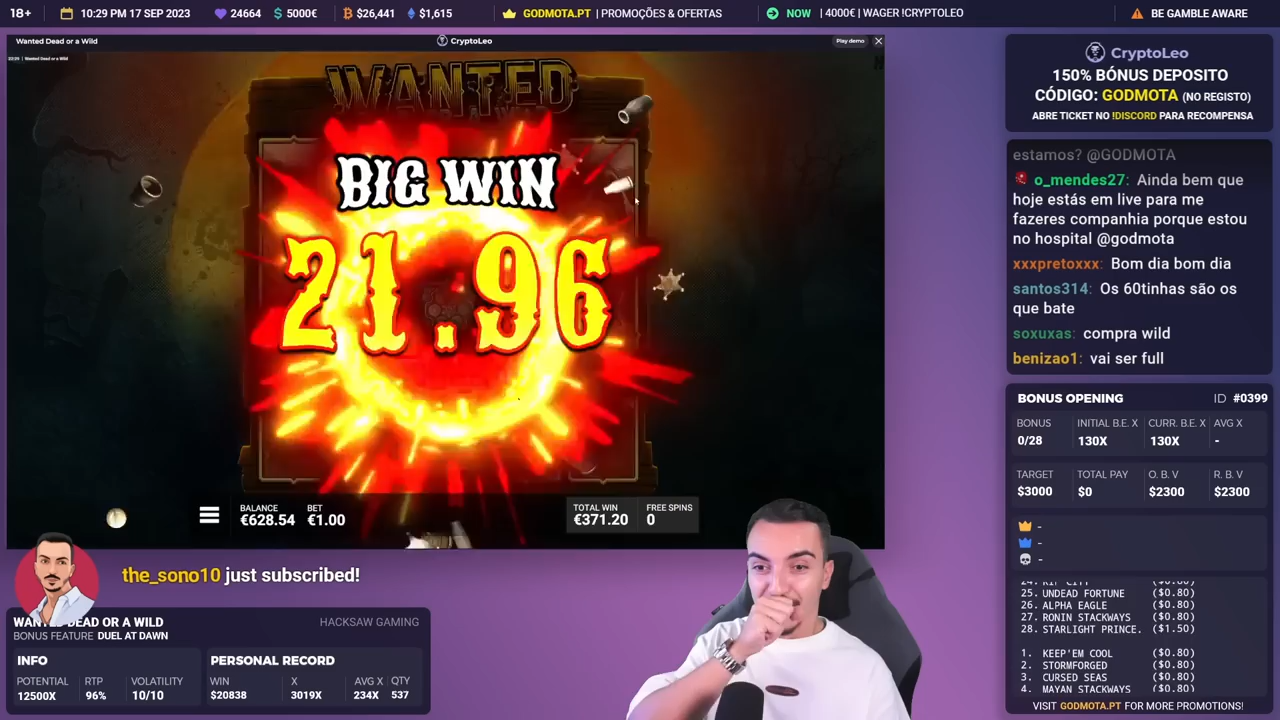 18+
10:29 PM 17 SEP 2023
24664
5000€
$26,441
$1,615
GODMOTA.PT | PROMOÇÕES & OFERTAS
NOW | 4000€ | WAGER !CRYPTOLEO
BE GAMBLE AWARE
Wanted Dead or a Wild
CryptoLeo
Play demo
Wanted Dead or a Wild
WANTED
BIG WIN
21.96
BALANCE
€628.54
BET
€1.00
TOTAL WIN
€371.20
FREE SPINS
0
the_sono10 just subscribed!
DEAD OR A WILD
HACKSAW GAMING
BONUS FEATURE DUEL AT DAWN
INFO
POTENTIAL
RTP
VOLATILITY
12500X
96%
10/10
PERSONAL RECORD
WIN
X
AVG X
QTY
$20838
3019X
234X
537
CryptoLeo
150% BÓNUS DEPOSITO
CÓDIGO: GODMOTA (NO REGISTO)
ABRE TICKET NO !DISCORD PARA RECOMPENSA
estamos? @GODMOTA
o_mendes27: Ainda bem que
hoje estás em live para me
fazeres companhia porque estou
no hospital @godmota
xxxpretoxxx: Bom dia bom dia
santos314: Os 60tinhas são os
que bate
soxuxas: compra wild
benizao1: vai ser full
BONUS OPENING
ID #0399
BONUS
INITIAL B.E. X
CURR. B.E. X
AVG X
0/28
130X
130X
-
TARGET
TOTAL PAY
O. B. V
R. B. V
$3000
$0
$2300
$2300
-
-
-
25. UNDEAD FORTUNE ($0.80)
26. ALPHA EAGLE ($0.80)
27. RONIN STACKWAYS ($0.80)
28. STARLIGHT PRINCE. ($1.50)
1. KEEP'EM COOL ($0.80)
2. STORMFORGED ($0.80)
3. CURSED SEAS ($0.80)
4. MAYAN STACKWAYS ($0.80)
VISIT GODMOTA.PT FOR MORE PROMOTIONS!